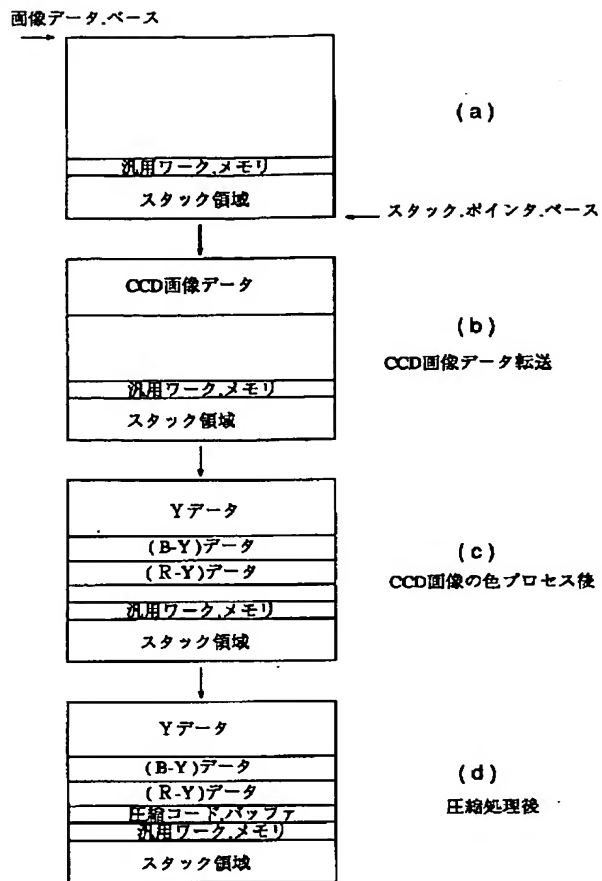 画像データ.ベース
(a)
汎用ワーク.メモリ
スタック領域
スタック.ポインタ.ベース
CCD画像データ
(b)
CCD画像データ転送
汎用ワーク.メモリ
スタック領域
Yデータ
(B-Y)データ
(c)
(R-Y)データ
CCD画像の色プロセス後
汎用ワーク.メモリ
スタック領域
Yデータ
(B-Y)データ
(d)
(R-Y)データ
圧縮コード.バッファ
圧縮処理後
汎用ワーク.メモリ
スタック領域